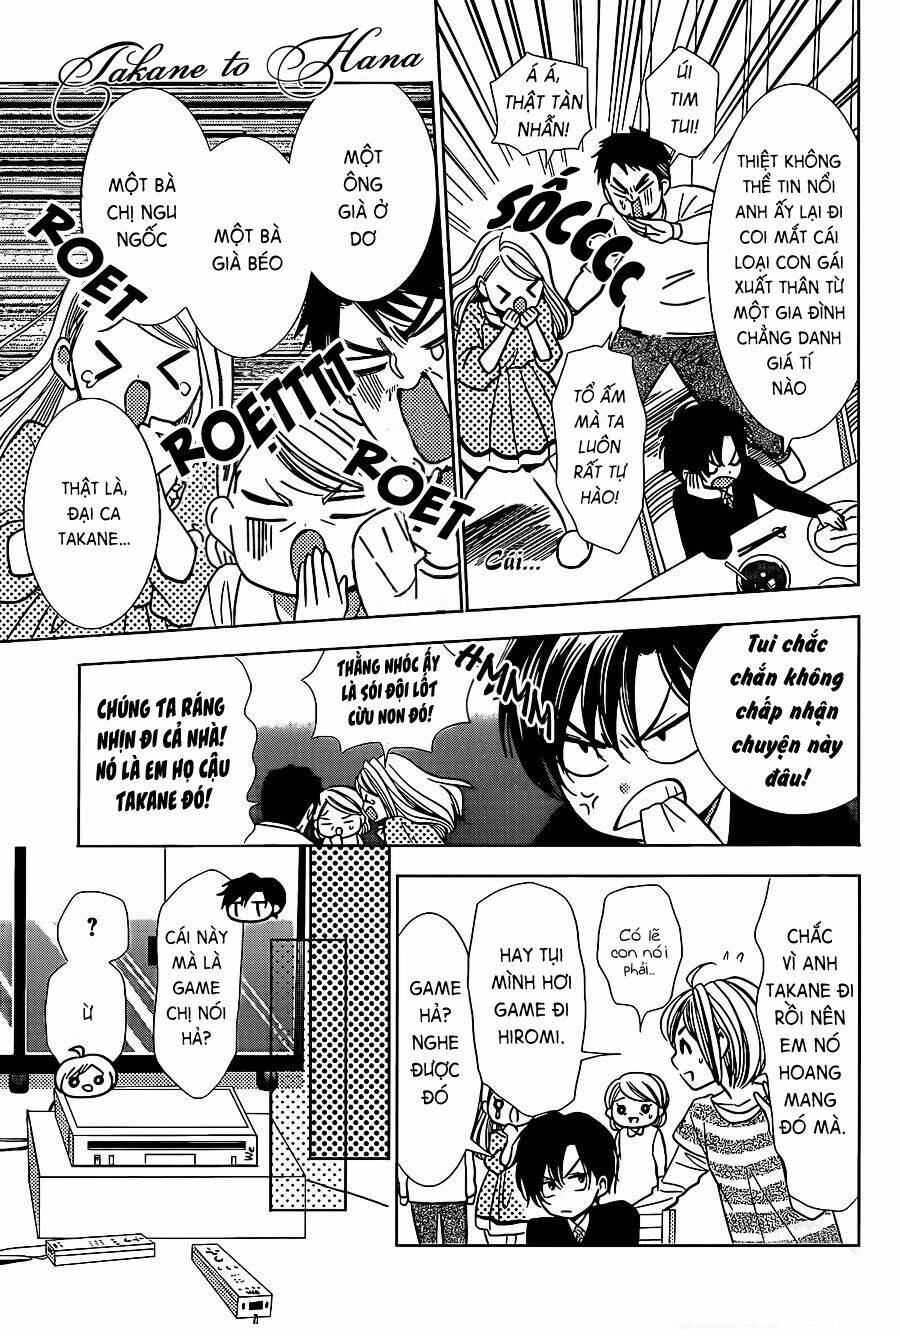 Takane to Hana
THIỆT KHÔNG
THỂ TIN NỔI
ANH ẤY LẠI ĐI
COI MẮT CÁI
LOẠI CON GÁI
XUẤT THÂN TỪ
MỘT GIA ĐÌNH
CHẲNG DANH
GIÁ TÍ
NÀO
ÚI
TIM
TUI!
Á Á,
THẬT TÀN
NHẪN!
SỐCCCC
TỔ ẤM
MÀ TA
LUÔN
RẤT TỰ
HÀO!
Cúi...
MỘT
ÔNG
GIÀ Ở
DƠ
MỘT BÀ
GIÀ BÉO
MỘT BÀ
CHỊ NGU
NGỐC
ROẸT
ROẸTTTT
ROẸT
THẬT LÀ,
ĐẠI CA
TAKANE...
Tui chắc
chắn không
chấp nhận
chuyện này
đâu!
HMMMM
THẰNG NHÓC ẤY
LÀ SÓI ĐỘI LỐT
CỪU NON ĐÓ!
CHÚNG TA RÁNG
NHỊN ĐI CẢ NHÀ!
NÓ LÀ EM HỌ CẬU
TAKANE ĐÓ!
CHẮC
VÌ ANH
TAKANE ĐI
RỒI NÊN
EM NÓ
HOANG
MANG
ĐÓ MÀ.
Có lẽ
con nói
phải...
HAY TỤI
MÌNH HƠI
GAME ĐI
HIROMI.
GAME
HẢ?
NGHE
ĐƯỢC
ĐÓ
CÁI NÀY
MÀ LÀ
GAME
CHỊ NÓI
HẢ?
?
Ừ
We